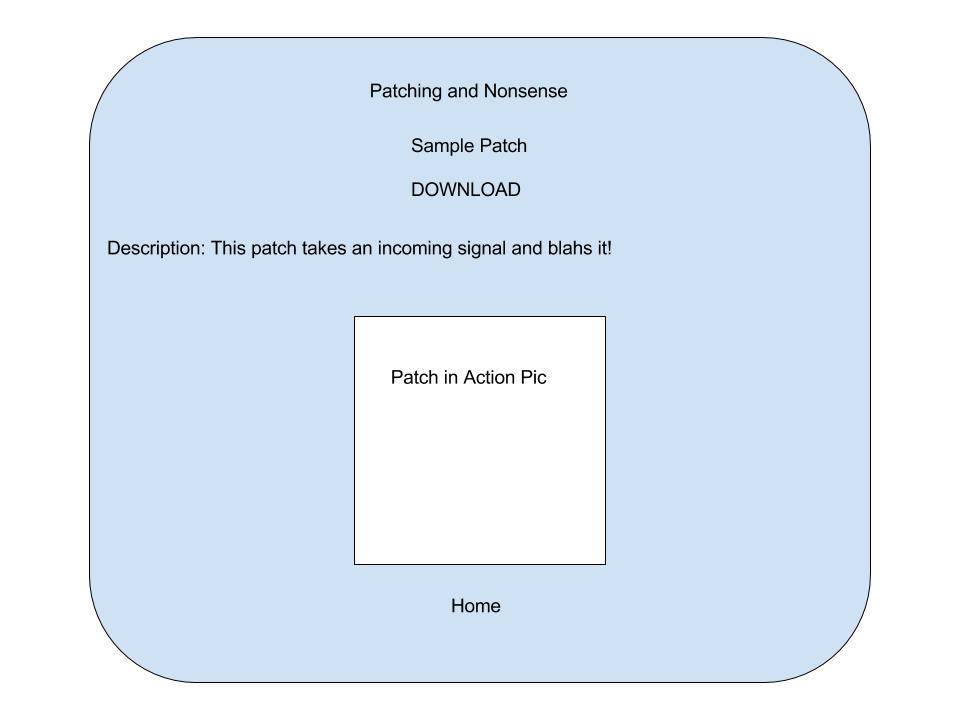 Patching and Nonsense
Sample Patch
DOWNLOAD
Description: This patch takes an incoming signal and blahs it!
Patch in Action Pic
Home